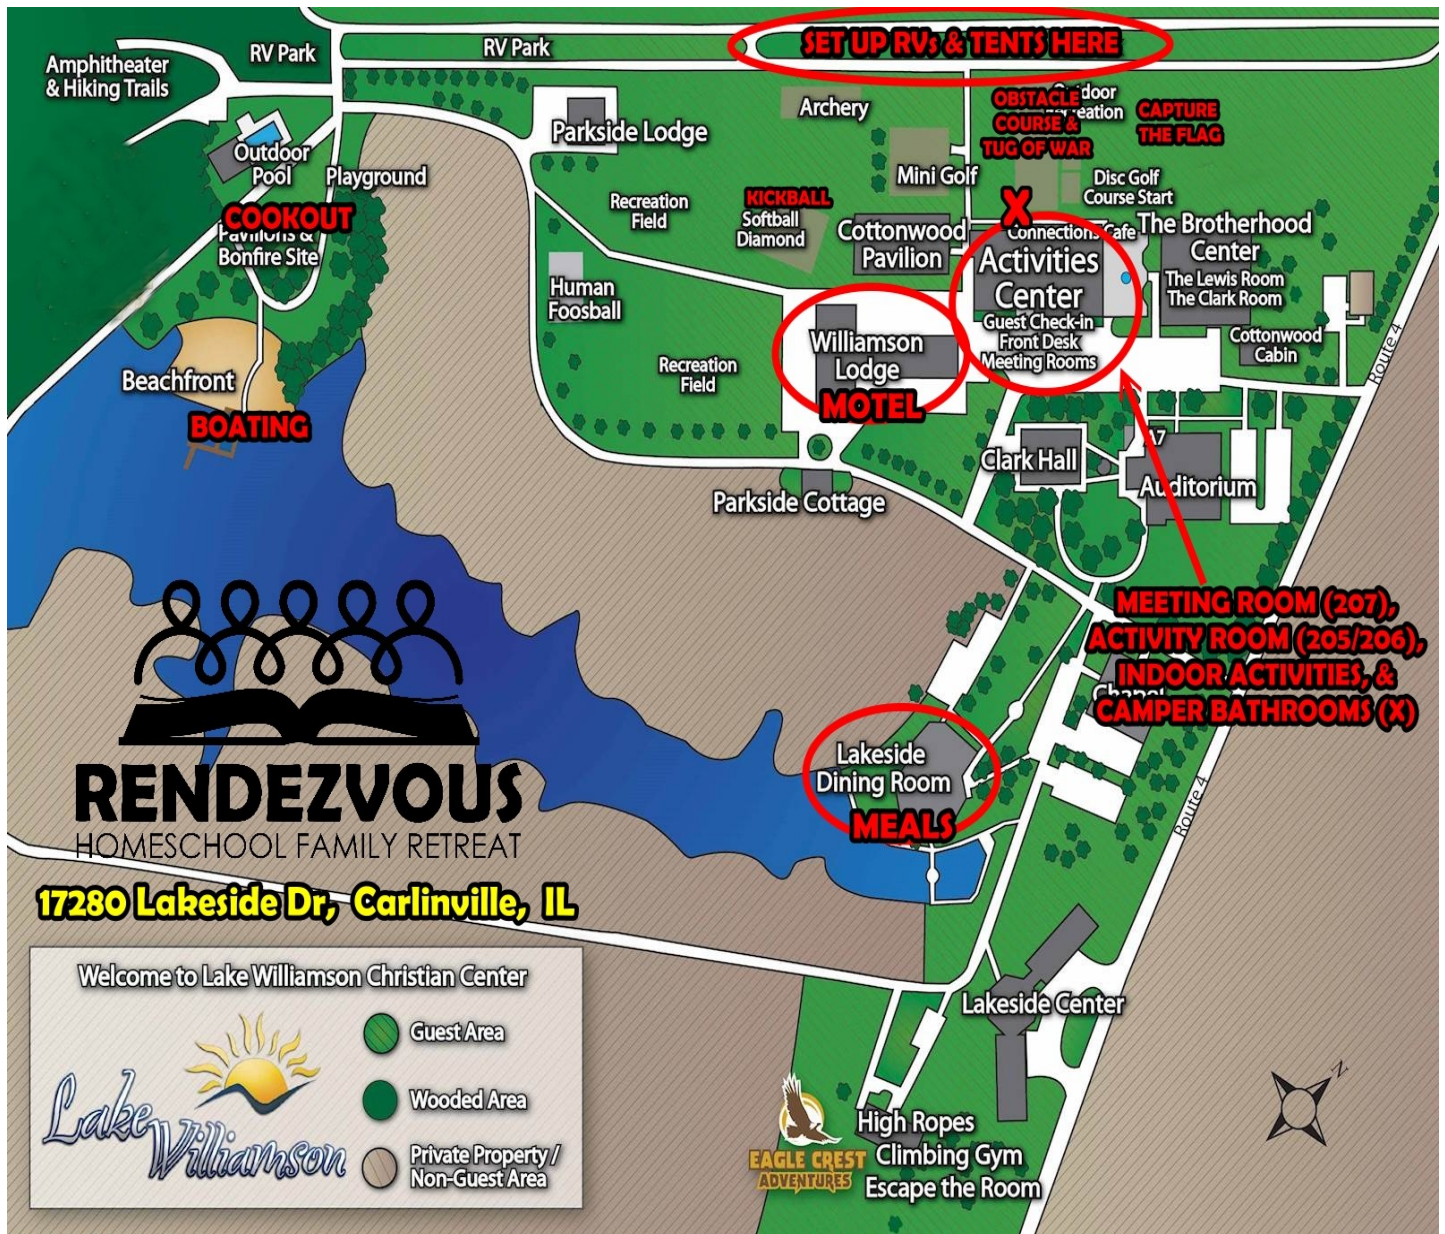 SET UP RVs & TENTS HERE
RV Park
RV Park
Amphitheater
& Hiking Trails
Archery
Outdoor
OBSTACLE
COURSE &
TUG OF WAR
CAPTURE
THE FLAG
Parkside Lodge
Outdoor
Pool
Playground
Mini Golf
Disc Golf
Course Start
Recreation
Field
KICKBALL
Softball
Diamond
X
COOKOUT
Pavilions &
Bonfire Site
Cottonwood
Pavilion
Connections Cafe
Activities
Center
Guest Check-in
Front Desk
Meeting Rooms
The Brotherhood
Center
The Lewis Room
The Clark Room
Human
Foosball
Cottonwood
Cabin
Route 4
Williamson
Lodge
MOTEL
Recreation
Field
Beachfront
BOATING
Clark Hall
A7
Auditorium
Parkside Cottage
MEETING ROOM (207),
ACTIVITY ROOM (205/206),
INDOOR ACTIVITIES, &
CAMPER BATHROOMS (X)
Chapel
Lakeside
Dining Room
MEALS
Route 4
RENDEZVOUS
HOMESCHOOL FAMILY RETREAT
17280 Lakeside Dr, Carlinville, IL
Welcome to Lake Williamson Christian Center
Lake
Williamson
Guest Area
Wooded Area
Private Property /
Non-Guest Area
Lakeside Center
N
EAGLE CREST
ADVENTURES
High Ropes
Climbing Gym
Escape the Room